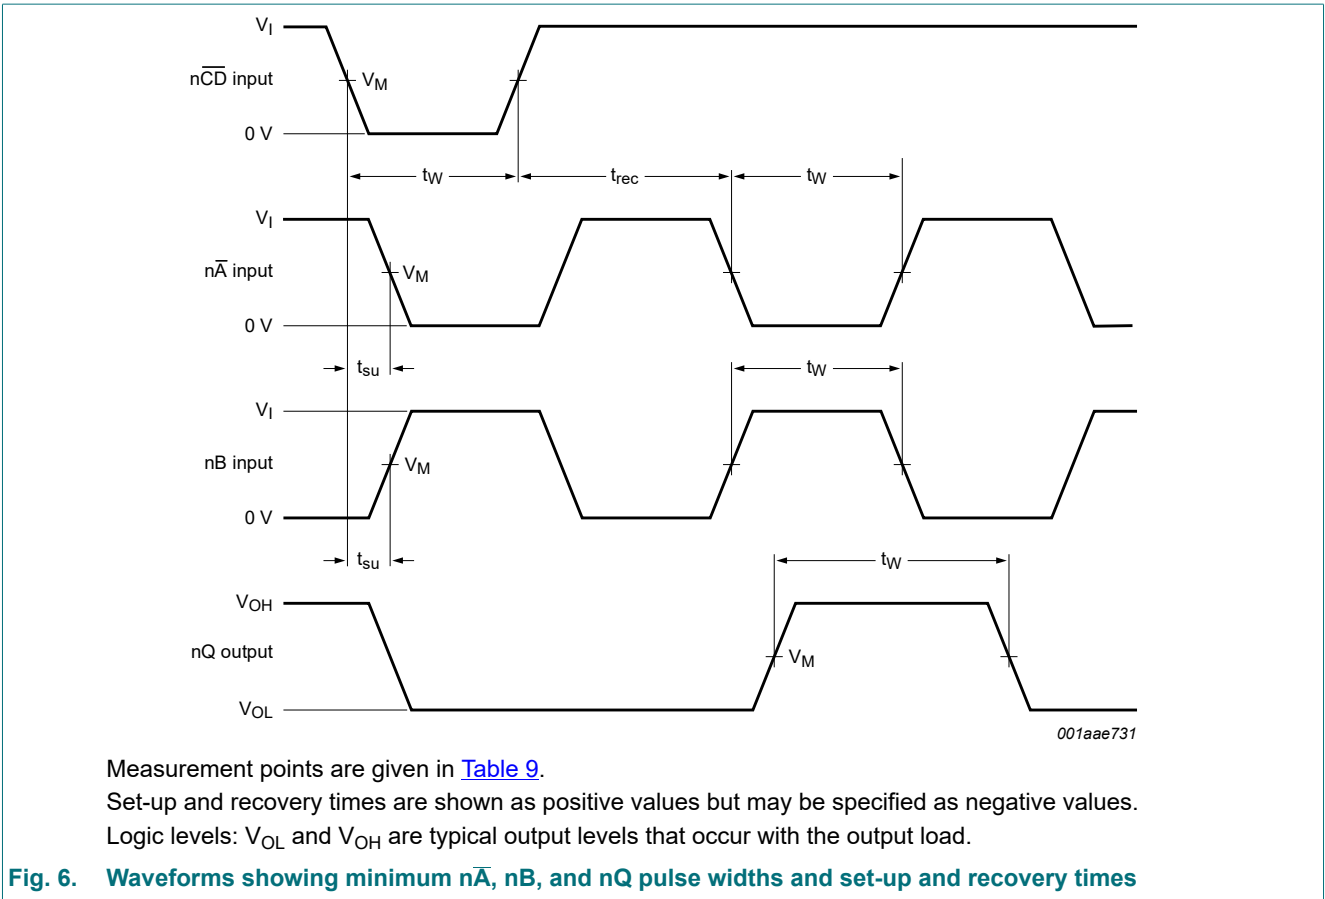 VI
nCD input
VM
0 V
tW
trec
tW
VI
nA input
VM
0 V
tsu
tW
VI
nB input
VM
0 V
tsu
tW
VOH
nQ output
VM
VOL
001aae731
Measurement points are given in Table 9.
Set-up and recovery times are shown as positive values but may be specified as negative values.
Logic levels: VOL and VOH are typical output levels that occur with the output load.
Fig. 6. Waveforms showing minimum nA̅, nB, and nQ pulse widths and set-up and recovery times